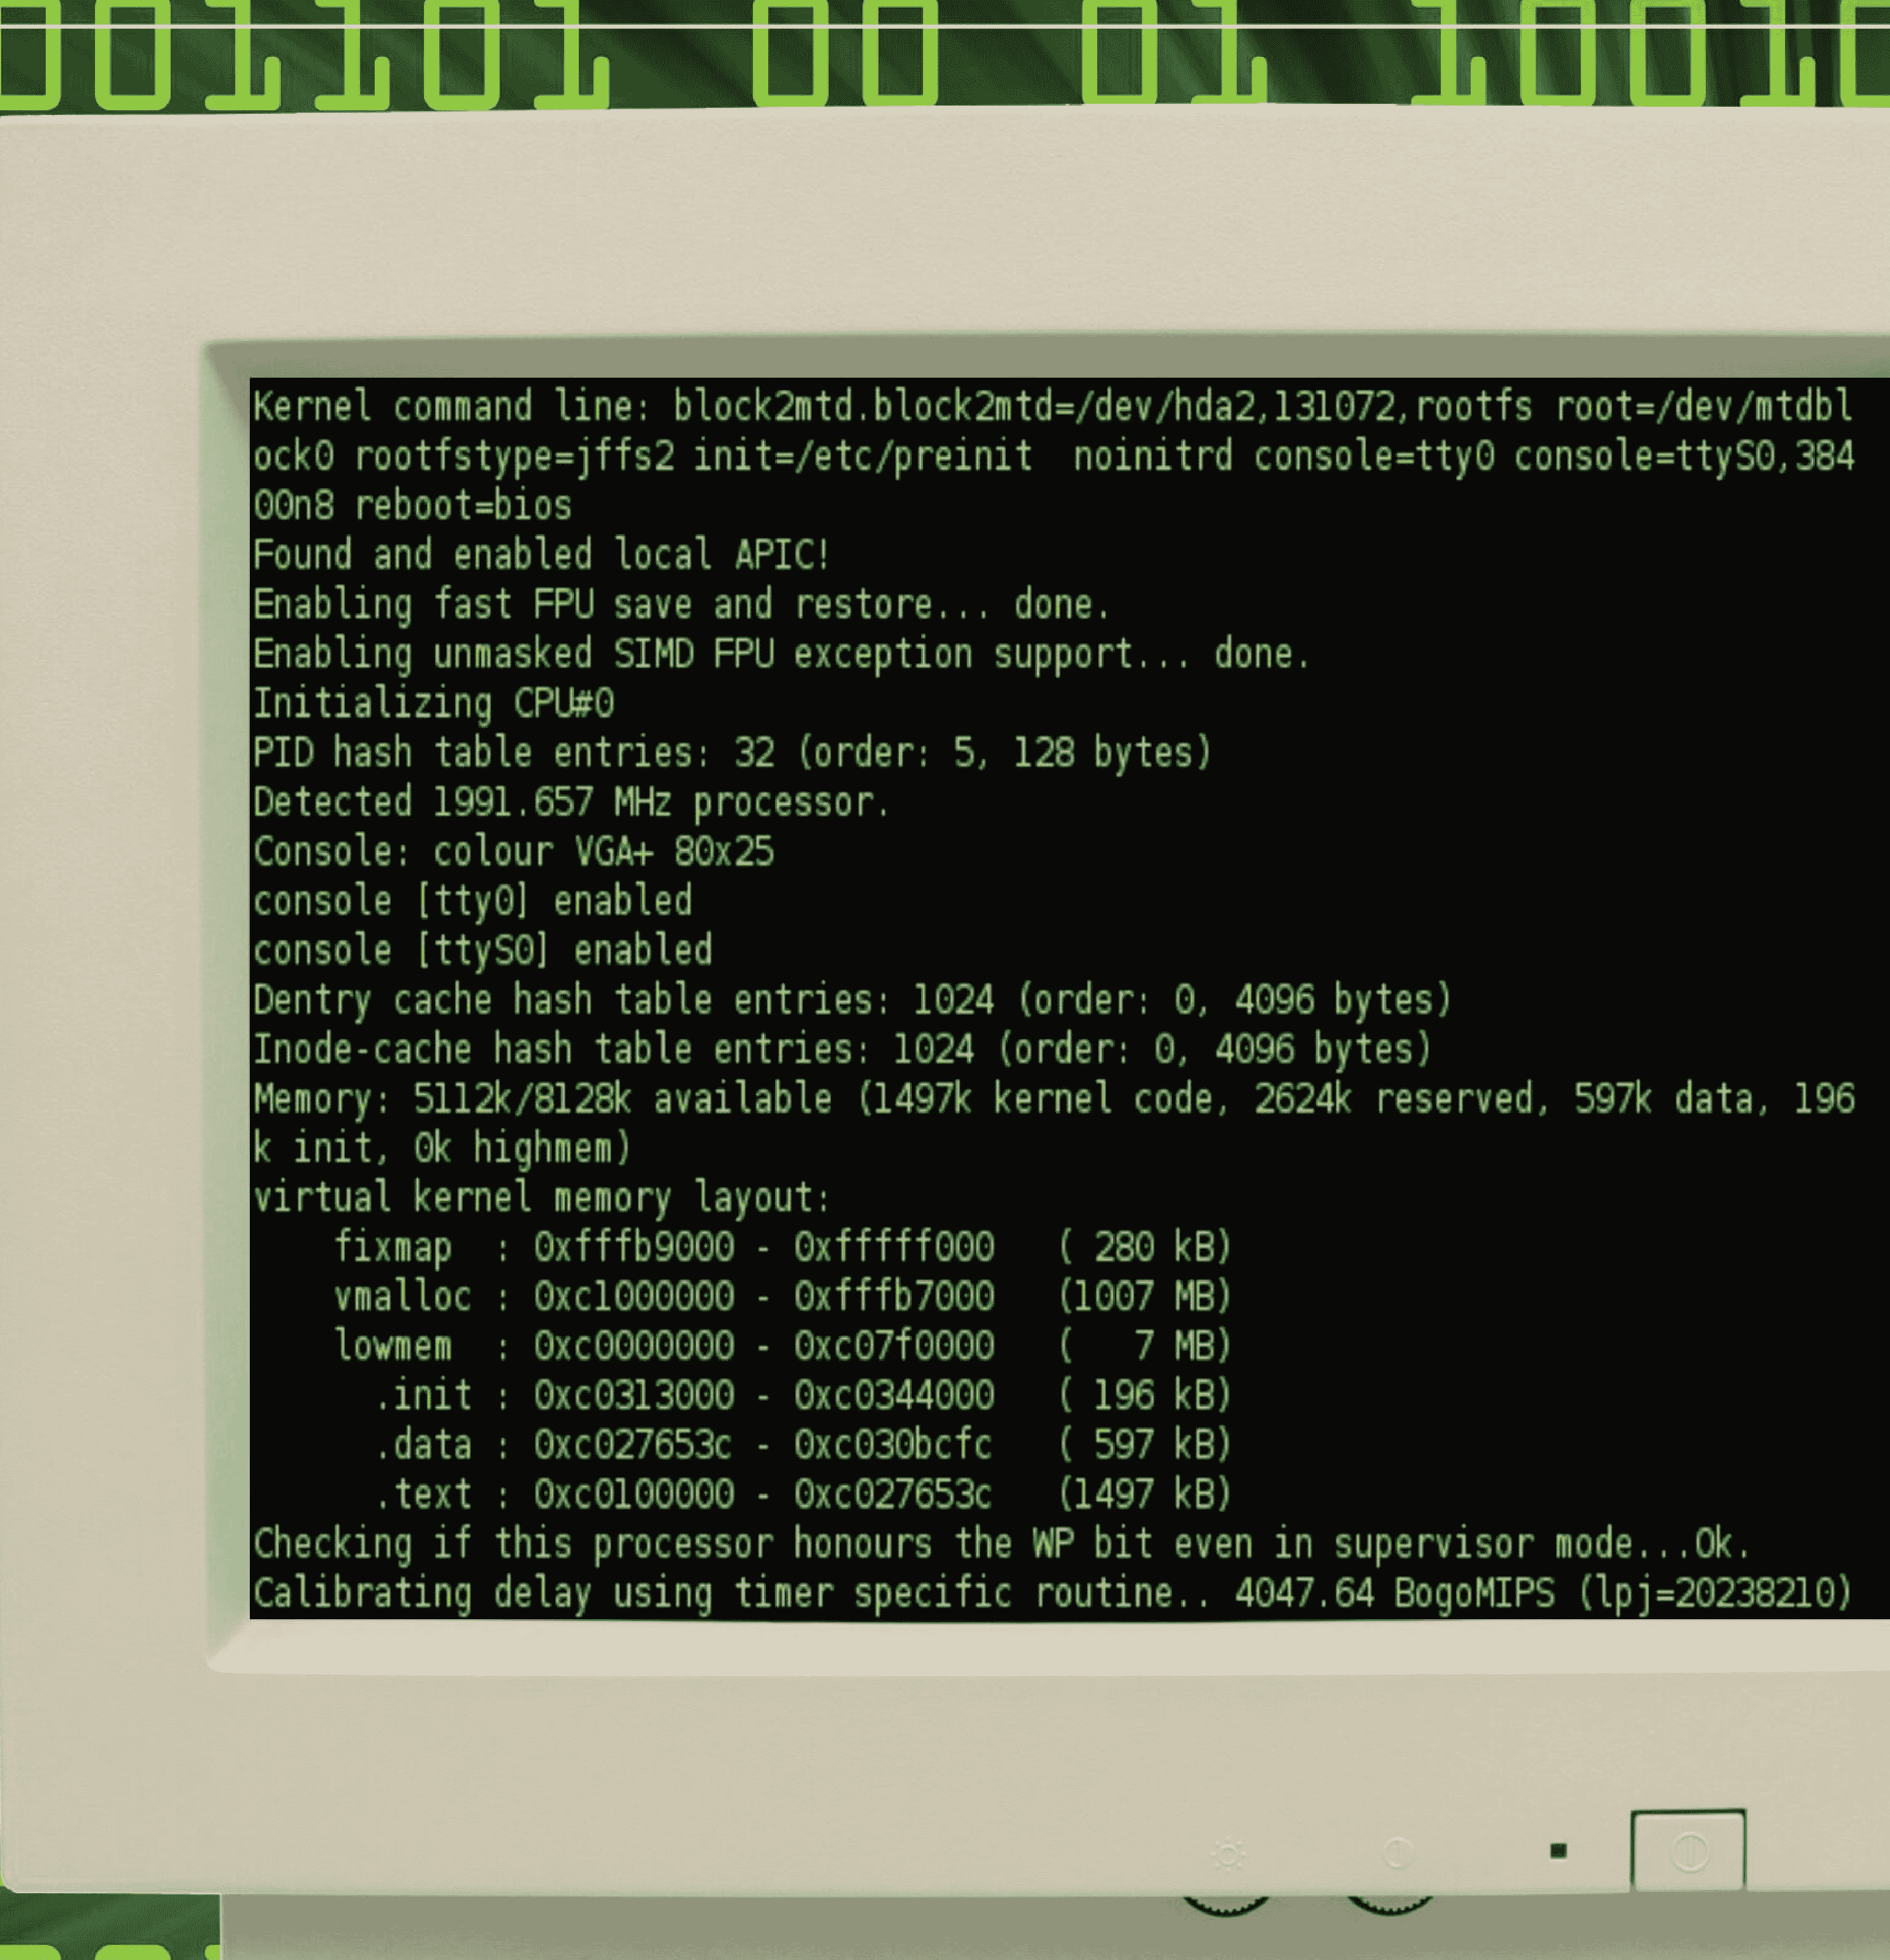 001101 00 01 10010
Kernel command line: block2mtd.block2mtd=/dev/hda2,131072,rootfs root=/dev/mtdbl
ock0 rootfstype=jffs2 init=/etc/preinit  noinitrd console=tty0 console=ttyS0,384
00n8 reboot=bios
Found and enabled local APIC!
Enabling fast FPU save and restore... done.
Enabling unmasked SIMD FPU exception support... done.
Initializing CPU#0
PID hash table entries: 32 (order: 5, 128 bytes)
Detected 1991.657 MHz processor.
Console: colour VGA+ 80x25
console [tty0] enabled
console [ttyS0] enabled
Dentry cache hash table entries: 1024 (order: 0, 4096 bytes)
Inode-cache hash table entries: 1024 (order: 0, 4096 bytes)
Memory: 5112k/8128k available (1497k kernel code, 2624k reserved, 597k data, 196
k init, 0k highmem)
virtual kernel memory layout:
    fixmap  : 0xfffb9000 - 0xfffff000   ( 280 kB)
    vmalloc : 0xc1000000 - 0xfffb7000   (1007 MB)
    lowmem  : 0xc0000000 - 0xc07f0000   (   7 MB)
      .init : 0xc0313000 - 0xc0344000   ( 196 kB)
      .data : 0xc027653c - 0xc030bcfc   ( 597 kB)
      .text : 0xc0100000 - 0xc027653c   (1497 kB)
Checking if this processor honours the WP bit even in supervisor mode...Ok.
Calibrating delay using timer specific routine.. 4047.64 BogoMIPS (lpj=20238210)